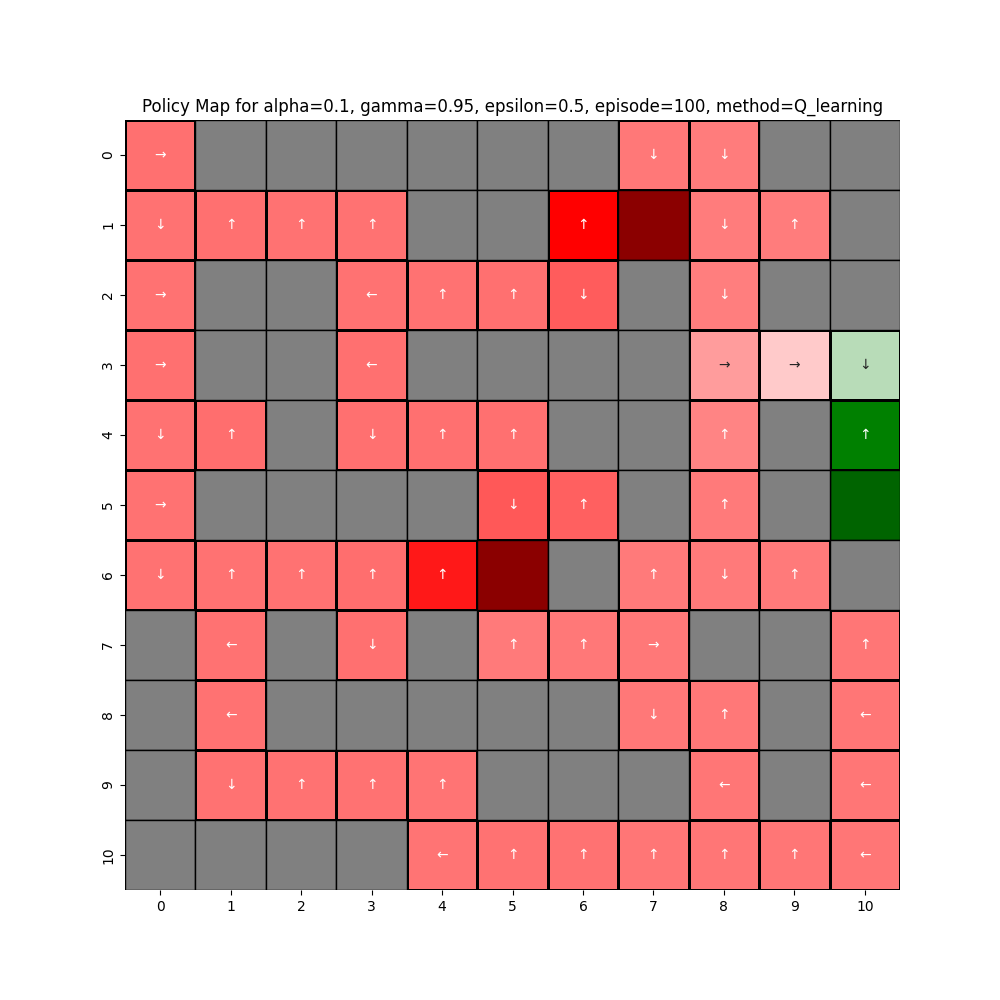 Policy Map for alpha=0.1, gamma=0.95, epsilon=0.5, episode=100, method=Q_learning
0 → ↓ ↓
1 ↓ ↑ ↑ ↑ ↑ ↓ ↑
2 → ← ↑ ↑ ↓ ↓
3 → ← → → ↓
4 ↓ ↑ ↓ ↑ ↑ ↑ ↑
5 → ↓ ↑ ↑
6 ↓ ↑ ↑ ↑ ↑ ↑ ↓ ↑
7 ← ↓ ↑ ↑ → ↑
8 ← ↓ ↑ ←
9 ↓ ↑ ↑ ↑ ← ←
10 ← ↑ ↑ ↑ ↑ ↑ ←
0 1 2 3 4 5 6 7 8 9 10